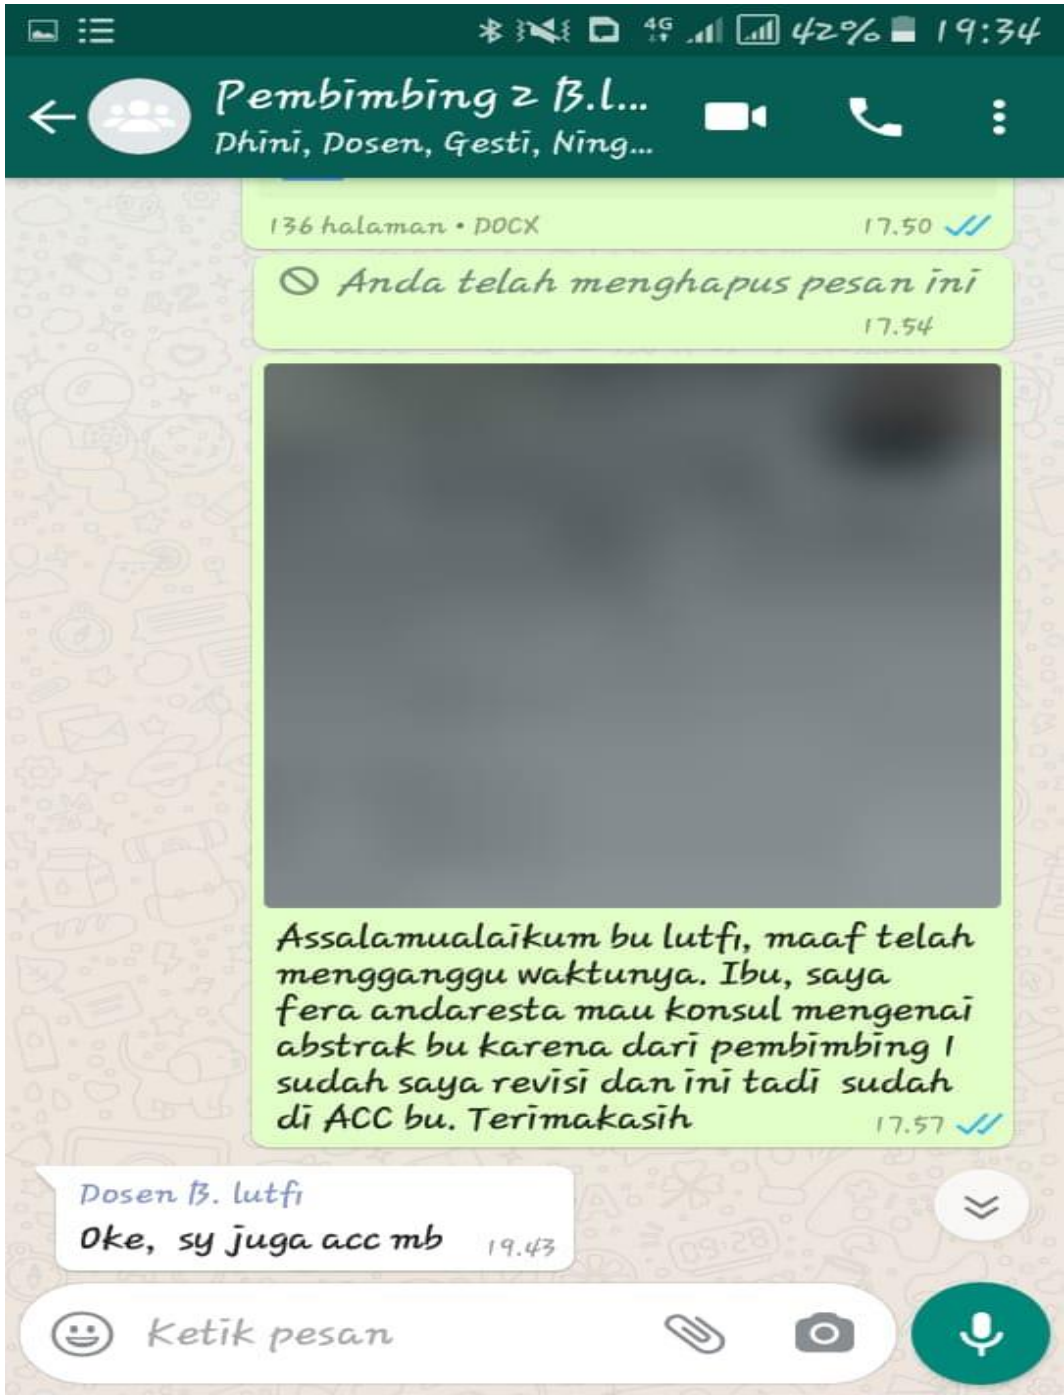 4G 42% 19:34
Pembimbing 2 B.l...
Dhini, Dosen, Gesti, Ning...
136 halaman • DOCX 17.50
Anda telah menghapus pesan ini
17.54
Assalamualaikum bu lutfi, maaf telah
mengganggu waktunya. Ibu, saya
fera andaresta mau konsul mengenai
abstrak bu karena dari pembimbing 1
sudah saya revisi dan ini tadi sudah
di ACC bu. Terimakasih 17.57
Dosen B. lutfi
Oke, sy juga acc mb 19.43
Ketik pesan